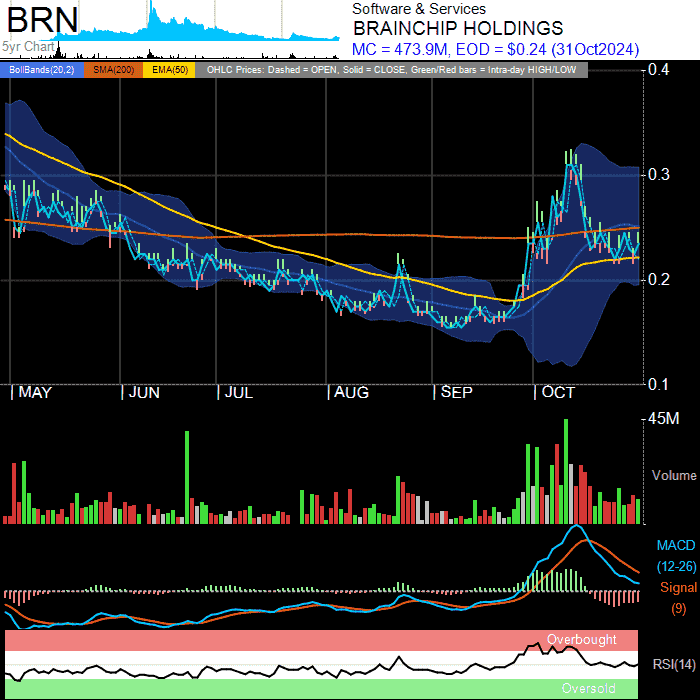 BRN
Software & Services
BRAINCHIP HOLDINGS
MC = 473.9M, EOD = $0.24 (31Oct2024)
5yr Chart
BollBands(20,2) SMA(200) EMA(50) OHLC Prices: Dashed = OPEN, Solid = CLOSE, Green/Red bars = Intra-day HIGH/LOW
0.4
0.3
0.2
0.1
MAY JUN JUL AUG SEP OCT
45M
Volume
MACD
(12-26)
Signal
(9)
Overbought
RSI(14)
Oversold